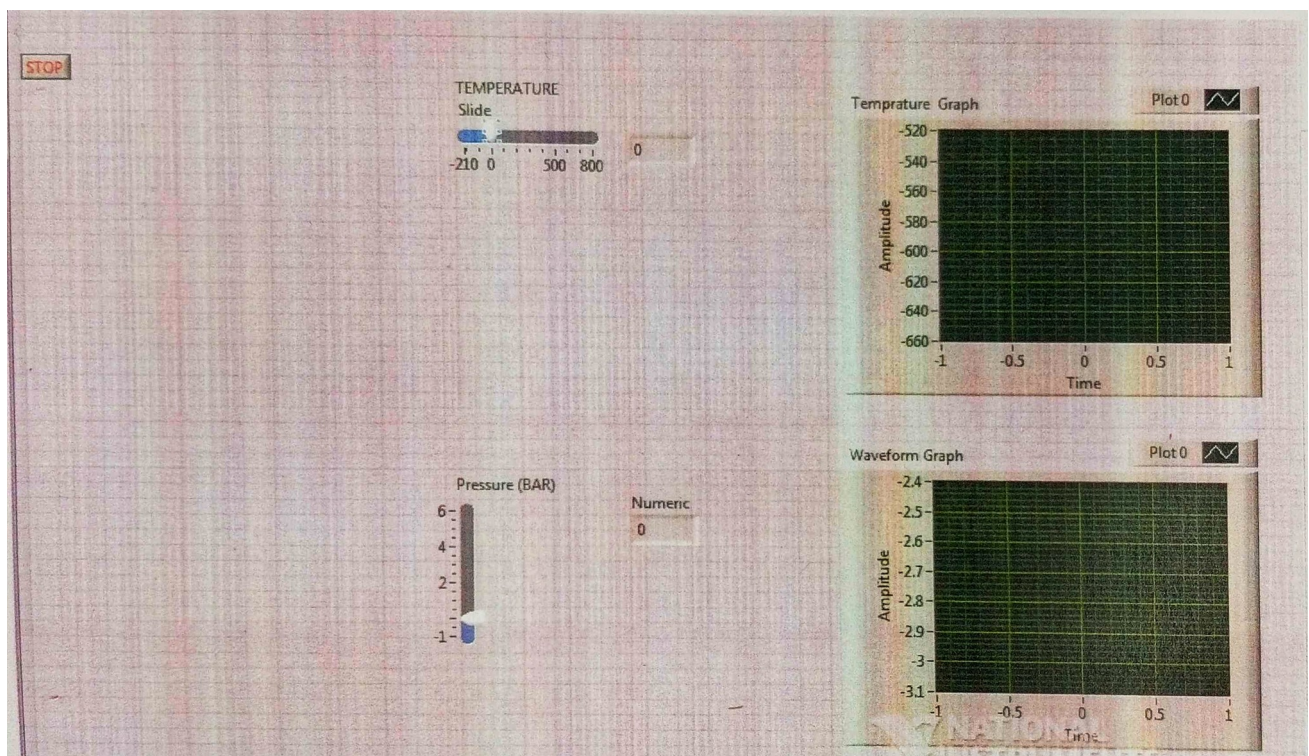 STOP
TEMPERATURE
Slide
-210 0 500 800
0
Temprature Graph
Plot 0
-520
-540
-560
-580
-600
-620
-640
-660
Amplitude
-1 -0.5 0 0.5 1
Time
Pressure (BAR)
6
4
2
-1
Numeric
0
Waveform Graph
Plot 0
-2.4
-2.5
-2.6
-2.7
-2.8
-2.9
-3
-3.1
Amplitude
-1 -0.5 0 0.5 1
Time
NATIONAL